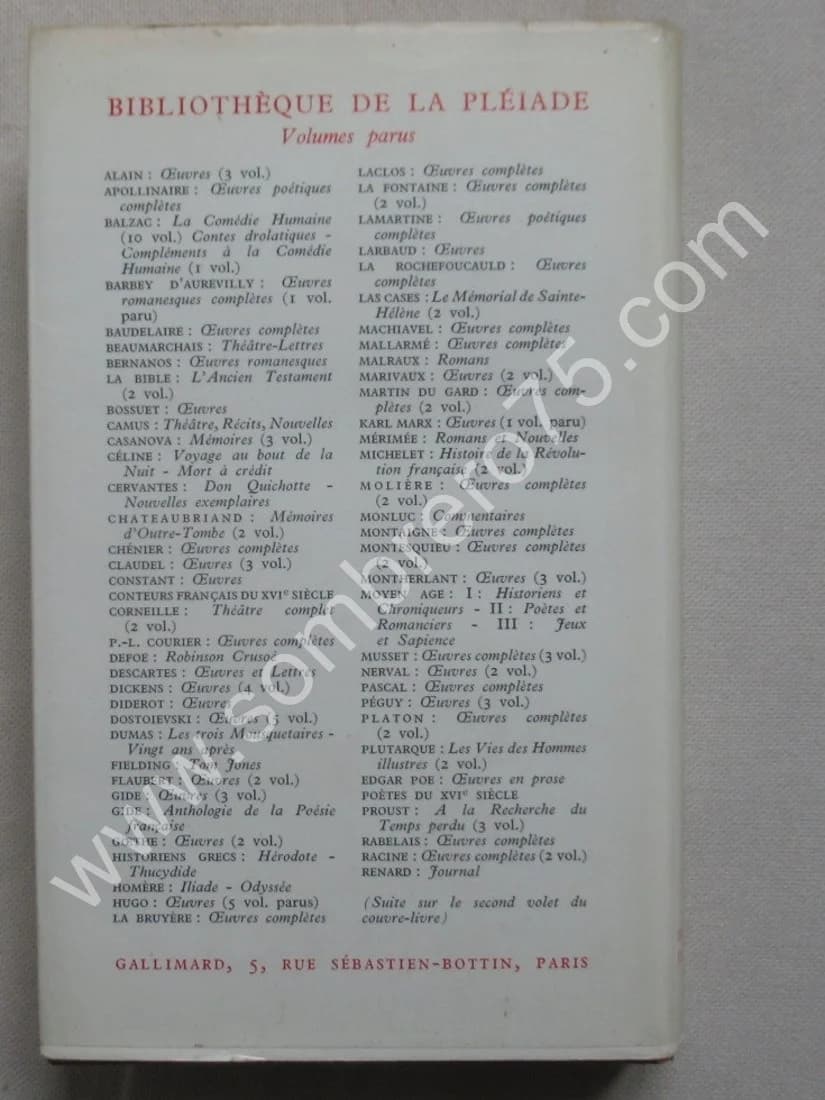 BIBLIOTHÈQUE DE LA PLÉIADE
Volumes parus
ALAIN : Œuvres (3 vol.)
APOLLINAIRE : Œuvres poétiques
complètes
BALZAC : La Comédie Humaine
(10 vol.) Contes drolatiques -
Compléments à la Comédie
Humaine (1 vol.)
BARBEY D'AUREVILLY : Œuvres
romanesques complètes (1 vol.
paru)
BAUDELAIRE : Œuvres complètes
BEAUMARCHAIS : Théâtre-Lettres
BERNANOS : Œuvres romanesques
LA BIBLE : L'Ancien Testament
(2 vol.)
BOSSUET : Œuvres
CAMUS : Théâtre, Récits, Nouvelles
CASANOVA : Mémoires (3 vol.)
CÉLINE : Voyage au bout de la
Nuit - Mort à crédit
CERVANTES : Don Quichotte -
Nouvelles exemplaires
CHATEAUBRIAND : Mémoires
d'Outre-Tombe (2 vol.)
CHÉNIER : Œuvres complètes
CLAUDEL : Œuvres (3 vol.)
CONSTANT : Œuvres
CONTEURS FRANÇAIS DU XVIe SIÈCLE
CORNEILLE : Théâtre complet
(2 vol.)
P.-L. COURIER : Œuvres complètes
DEFOE : Robinson Crusoé
DESCARTES : Œuvres et Lettres
DICKENS : Œuvres (4 vol.)
DIDEROT : Œuvres
DOSTOIEVSKI : Œuvres (5 vol.)
DUMAS : Les trois Mousquetaires -
Vingt ans après
FIELDING : Tom Jones
FLAUBERT : Œuvres (2 vol.)
GIDE : Œuvres (3 vol.)
GIDE : Anthologie de la Poésie
française
GŒTHE : Œuvres (2 vol.)
HISTORIENS GRECS : Hérodote -
Thucydide
HOMÈRE : Iliade - Odyssée
HUGO : Œuvres (5 vol. parus)
LA BRUYÈRE : Œuvres complètes
LACLOS : Œuvres complètes
LA FONTAINE : Œuvres complètes
(2 vol.)
LAMARTINE : Œuvres poétiques
complètes
LARBAUD : Œuvres
LA ROCHEFOUCAULD : Œuvres
complètes
LAS CASES : Le Mémorial de Sainte-
Hélène (2 vol.)
MACHIAVEL : Œuvres complètes
MALLARMÉ : Œuvres complètes
MALRAUX : Romans
MARIVAUX : Œuvres (2 vol.)
MARTIN DU GARD : Œuvres com-
plètes (2 vol.)
KARL MARX : Œuvres (1 vol. paru)
MÉRIMÉE : Romans et Nouvelles
MICHELET : Histoire de la Révolu-
tion française (2 vol.)
MOLIÈRE : Œuvres complètes
(2 vol.)
MONLUC : Commentaires
MONTAIGNE : Œuvres complètes
MONTESQUIEU : Œuvres complètes
(2 vol.)
MONTHERLANT : Œuvres (3 vol.)
MOYEN AGE : I : Historiens et
Chroniqueurs - II : Poètes et
Romanciers - III : Jeux
et Sapience
MUSSET : Œuvres complètes (3 vol.)
NERVAL : Œuvres (2 vol.)
PASCAL : Œuvres complètes
PÉGUY : Œuvres (3 vol.)
PLATON : Œuvres complètes
(2 vol.)
PLUTARQUE : Les Vies des Hommes
illustres (2 vol.)
EDGAR POE : Œuvres en prose
POÈTES DU XVIe SIÈCLE
PROUST : A la Recherche du
Temps perdu (3 vol.)
RABELAIS : Œuvres complètes
RACINE : Œuvres complètes (2 vol.)
RENARD : Journal
(Suite sur le second volet du
couvre-livre)
GALLIMARD, 5, RUE SÉBASTIEN-BOTTIN, PARIS
www.sombrero75.com